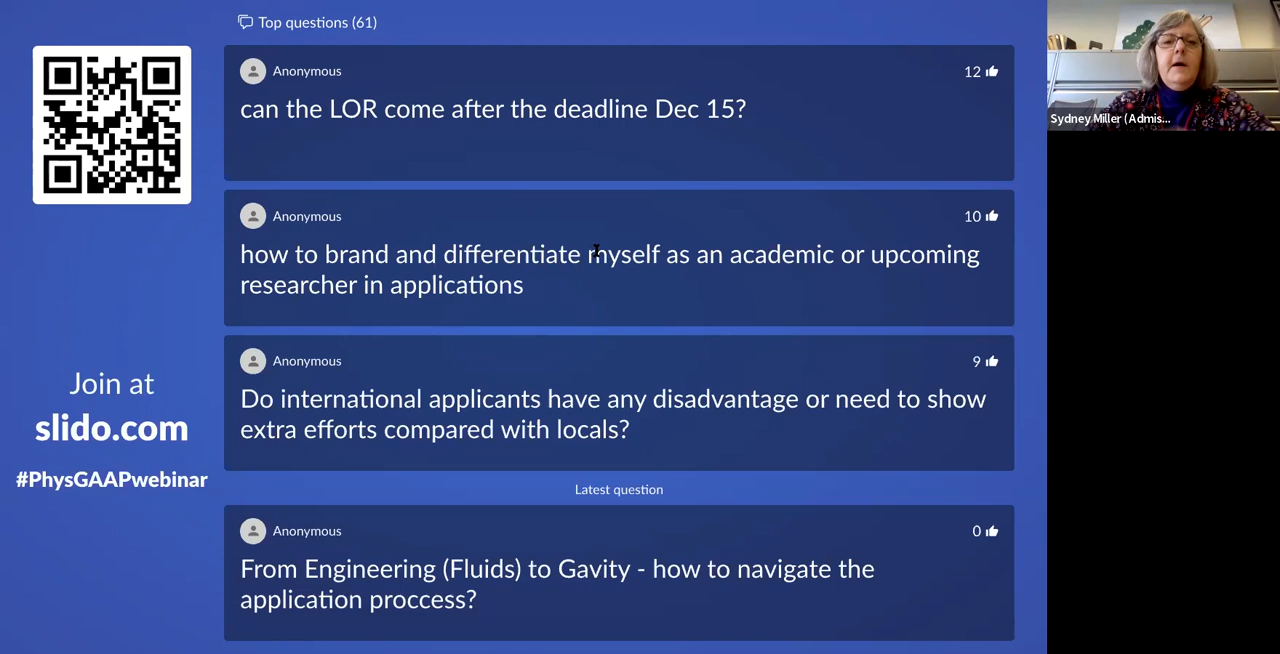 Top questions (61)
Anonymous
12
can the LOR come after the deadline Dec 15?
Anonymous
10
how to brand and differentiate myself as an academic or upcoming
researcher in applications
Anonymous
9
Do international applicants have any disadvantage or need to show
extra efforts compared with locals?
Latest question
Anonymous
0
From Engineering (Fluids) to Gavity - how to navigate the
application proccess?
Join at
slido.com
#PhysGAAPwebinar
Sydney Miller (Admis...